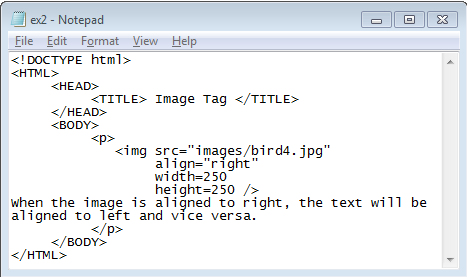 ex2 - Notepad
File Edit Format View Help
<!DOCTYPE html>
<HTML>
<HEAD>
<TITLE> Image Tag </TITLE>
</HEAD>
<BODY>
<p>
<img src="images/bird4.jpg"
align="right"
width=250
height=250 />
When the image is aligned to right, the text will be
aligned to left and vice versa.
</p>
</BODY>
</HTML>